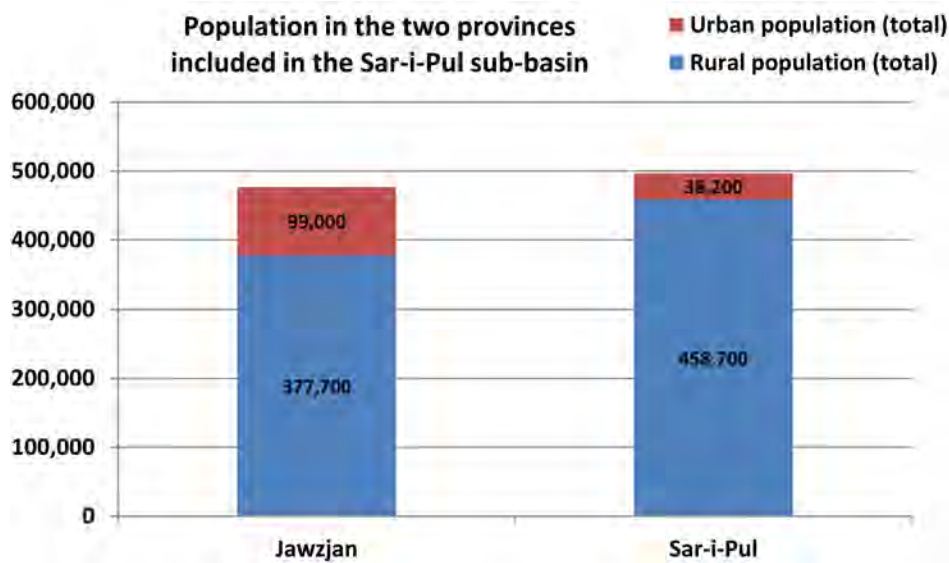 Population in the two provinces
included in the Sar-i-Pul sub-basin
Urban population (total)
Rural population (total)
600,000
500,000
400,000
300,000
200,000
100,000
0
99,000
377,700
38,200
458,700
Jawzjan
Sar-i-Pul